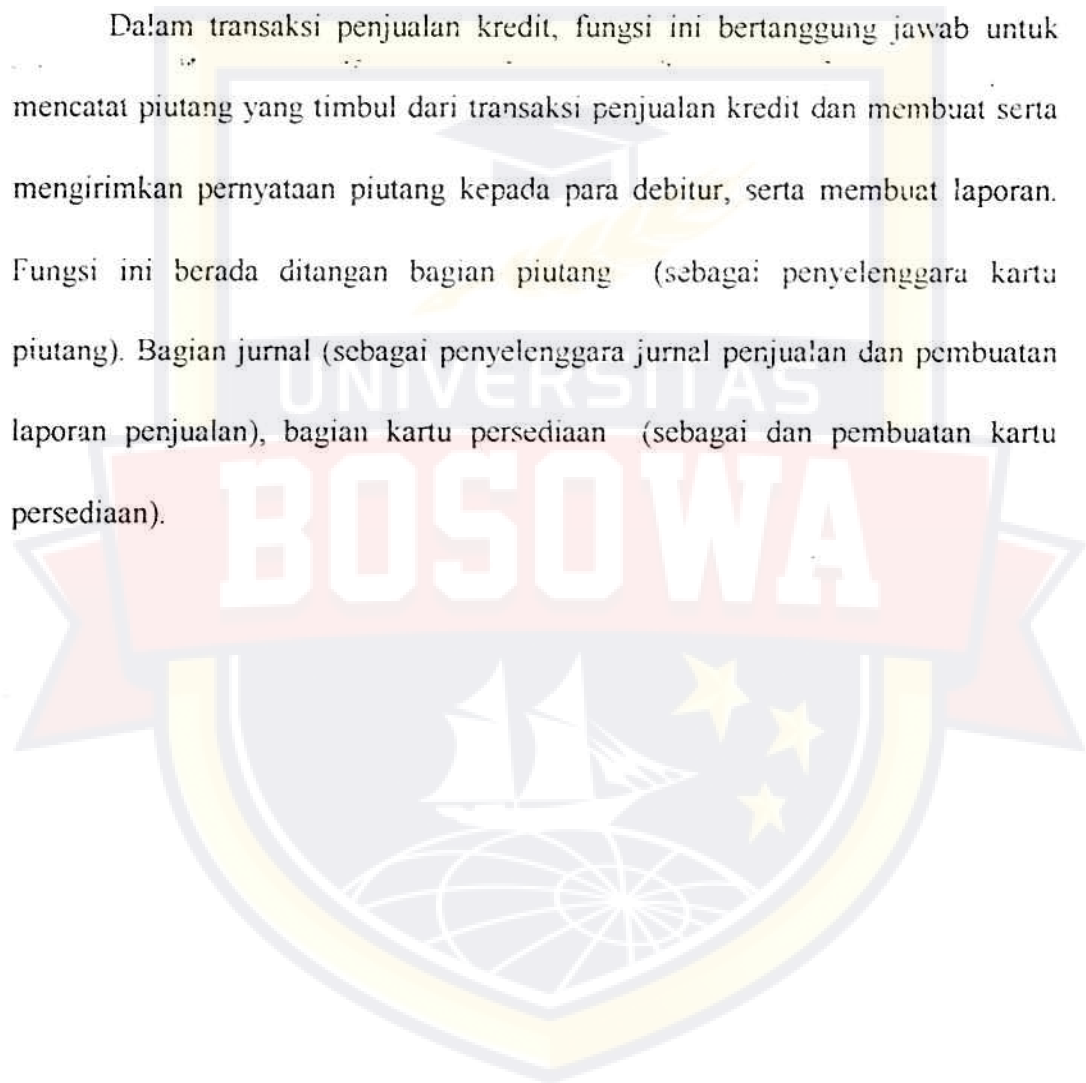 Dalam transaksi penjualan kredit, fungsi ini bertanggung jawab untuk
mencatat piutang yang timbul dari transaksi penjualan kredit dan membuat serta
mengirimkan pernyataan piutang kepada para debitur, serta membuat laporan.
Fungsi ini berada ditangan bagian piutang (sebagai penyelenggara kartu
piutang). Bagian jurnal (sebagai penyelenggara jurnal penjualan dan pembuatan
laporan penjualan), bagian kartu persediaan (sebagai dan pembuatan kartu
persediaan).
UNIVERSITAS
BOSOWA